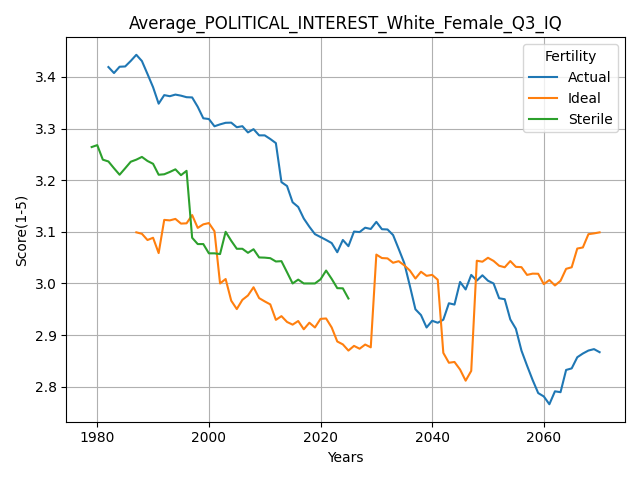 Average_POLITICAL_INTEREST_White_Female_Q3_IQ
Fertility
Actual
Ideal
Sterile
Score(1-5)
3.4
3.3
3.2
3.1
3.0
2.9
2.8
1980 2000 2020 2040 2060
Years